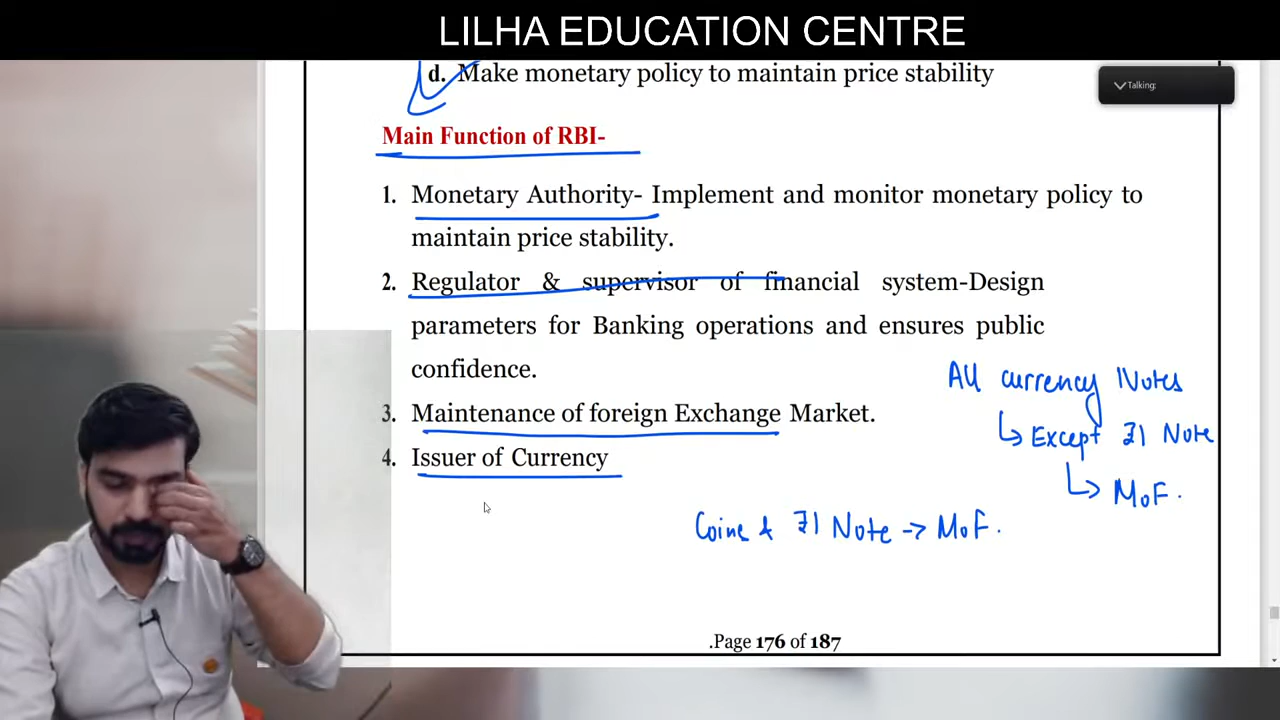 LILHA EDUCATION CENTRE
d. Make monetary policy to maintain price stability
Talking:
Main Function of RBI-
1. Monetary Authority- Implement and monitor monetary policy to
maintain price stability.
2. Regulator & supervisor of financial system-Design
parameters for Banking operations and ensures public
confidence.
All currency Notes
3. Maintenance of foreign Exchange Market.
↳ Except ₹1 Note
4. Issuer of Currency
↳ MoF.
Coins & ₹1 Note → MoF.
.Page 176 of 187